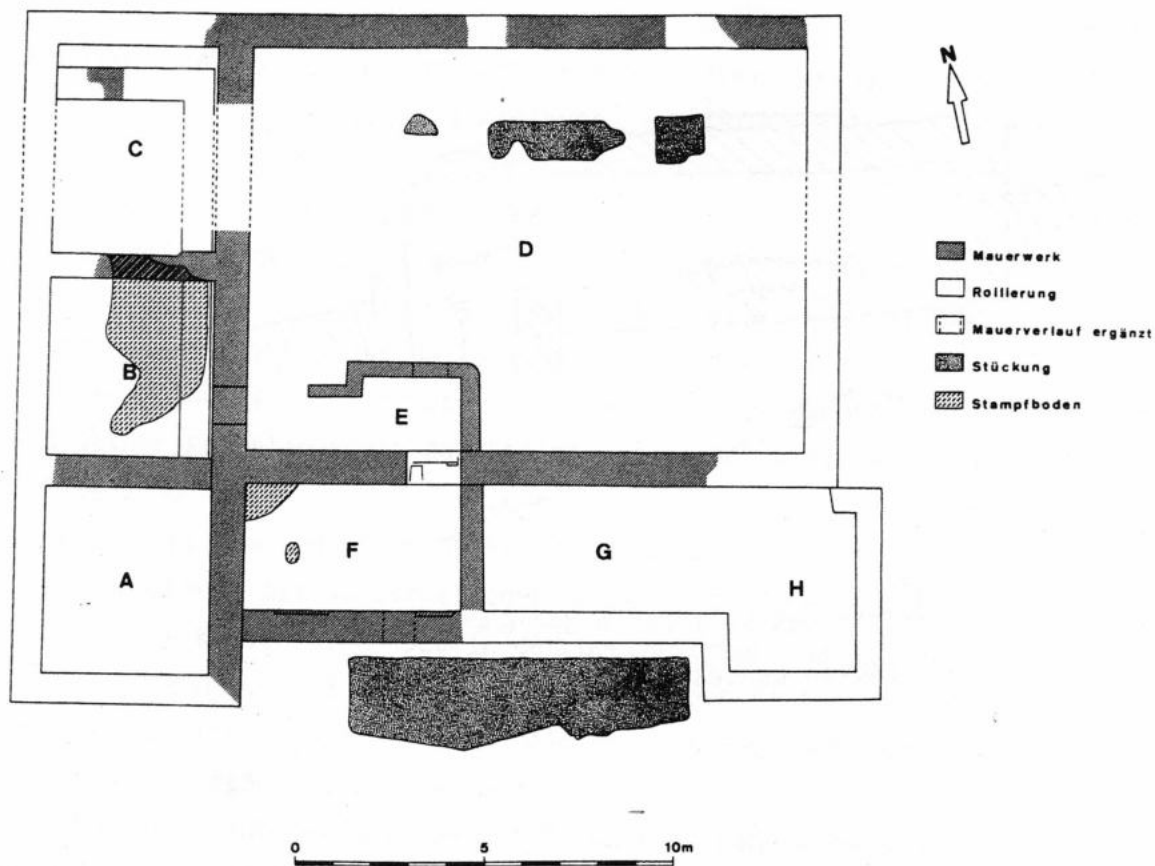 N
C
D
B
E
F
G
A
H
Mauerwerk
Rollierung
Mauerverlauf ergänzt
Stückung
Stampfboden
0 5 10m